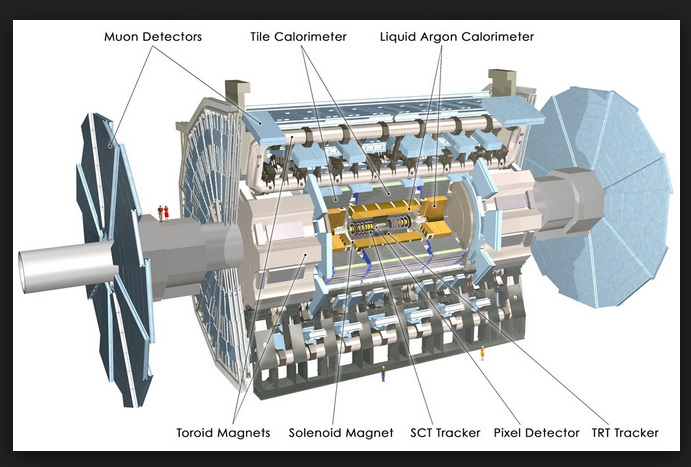 Muon Detectors
Tile Calorimeter
Liquid Argon Calorimeter
Toroid Magnets
Solenoid Magnet
SCT Tracker
Pixel Detector
TRT Tracker